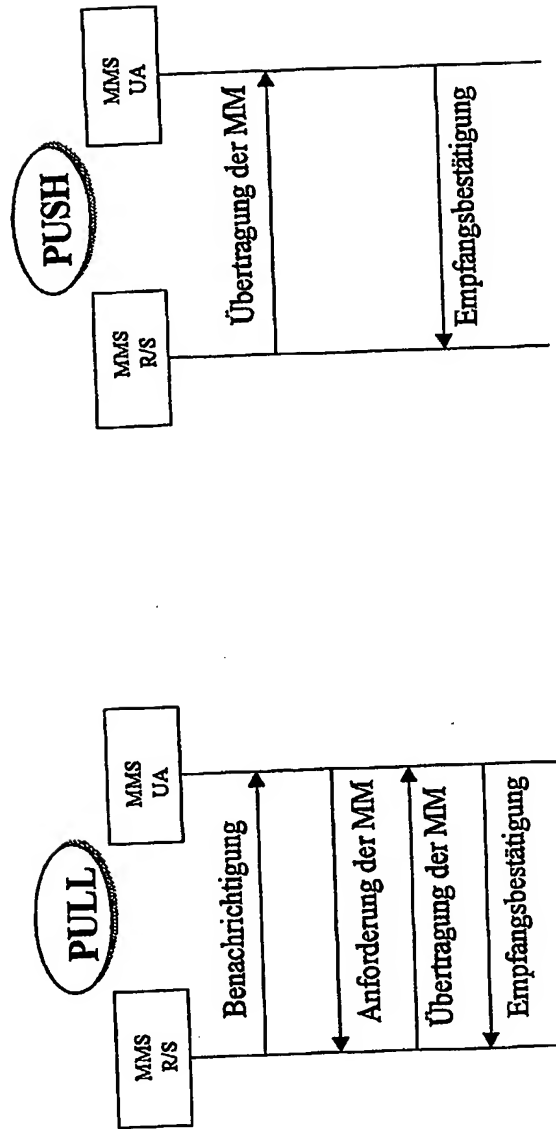 PULL
MMS
R/S
MMS
UA
Benachrichtigung
Anforderung der MM
Übertragung der MM
Empfangsbestätigung
PUSH
MMS
R/S
MMS
UA
Übertragung der MM
Empfangsbestätigung